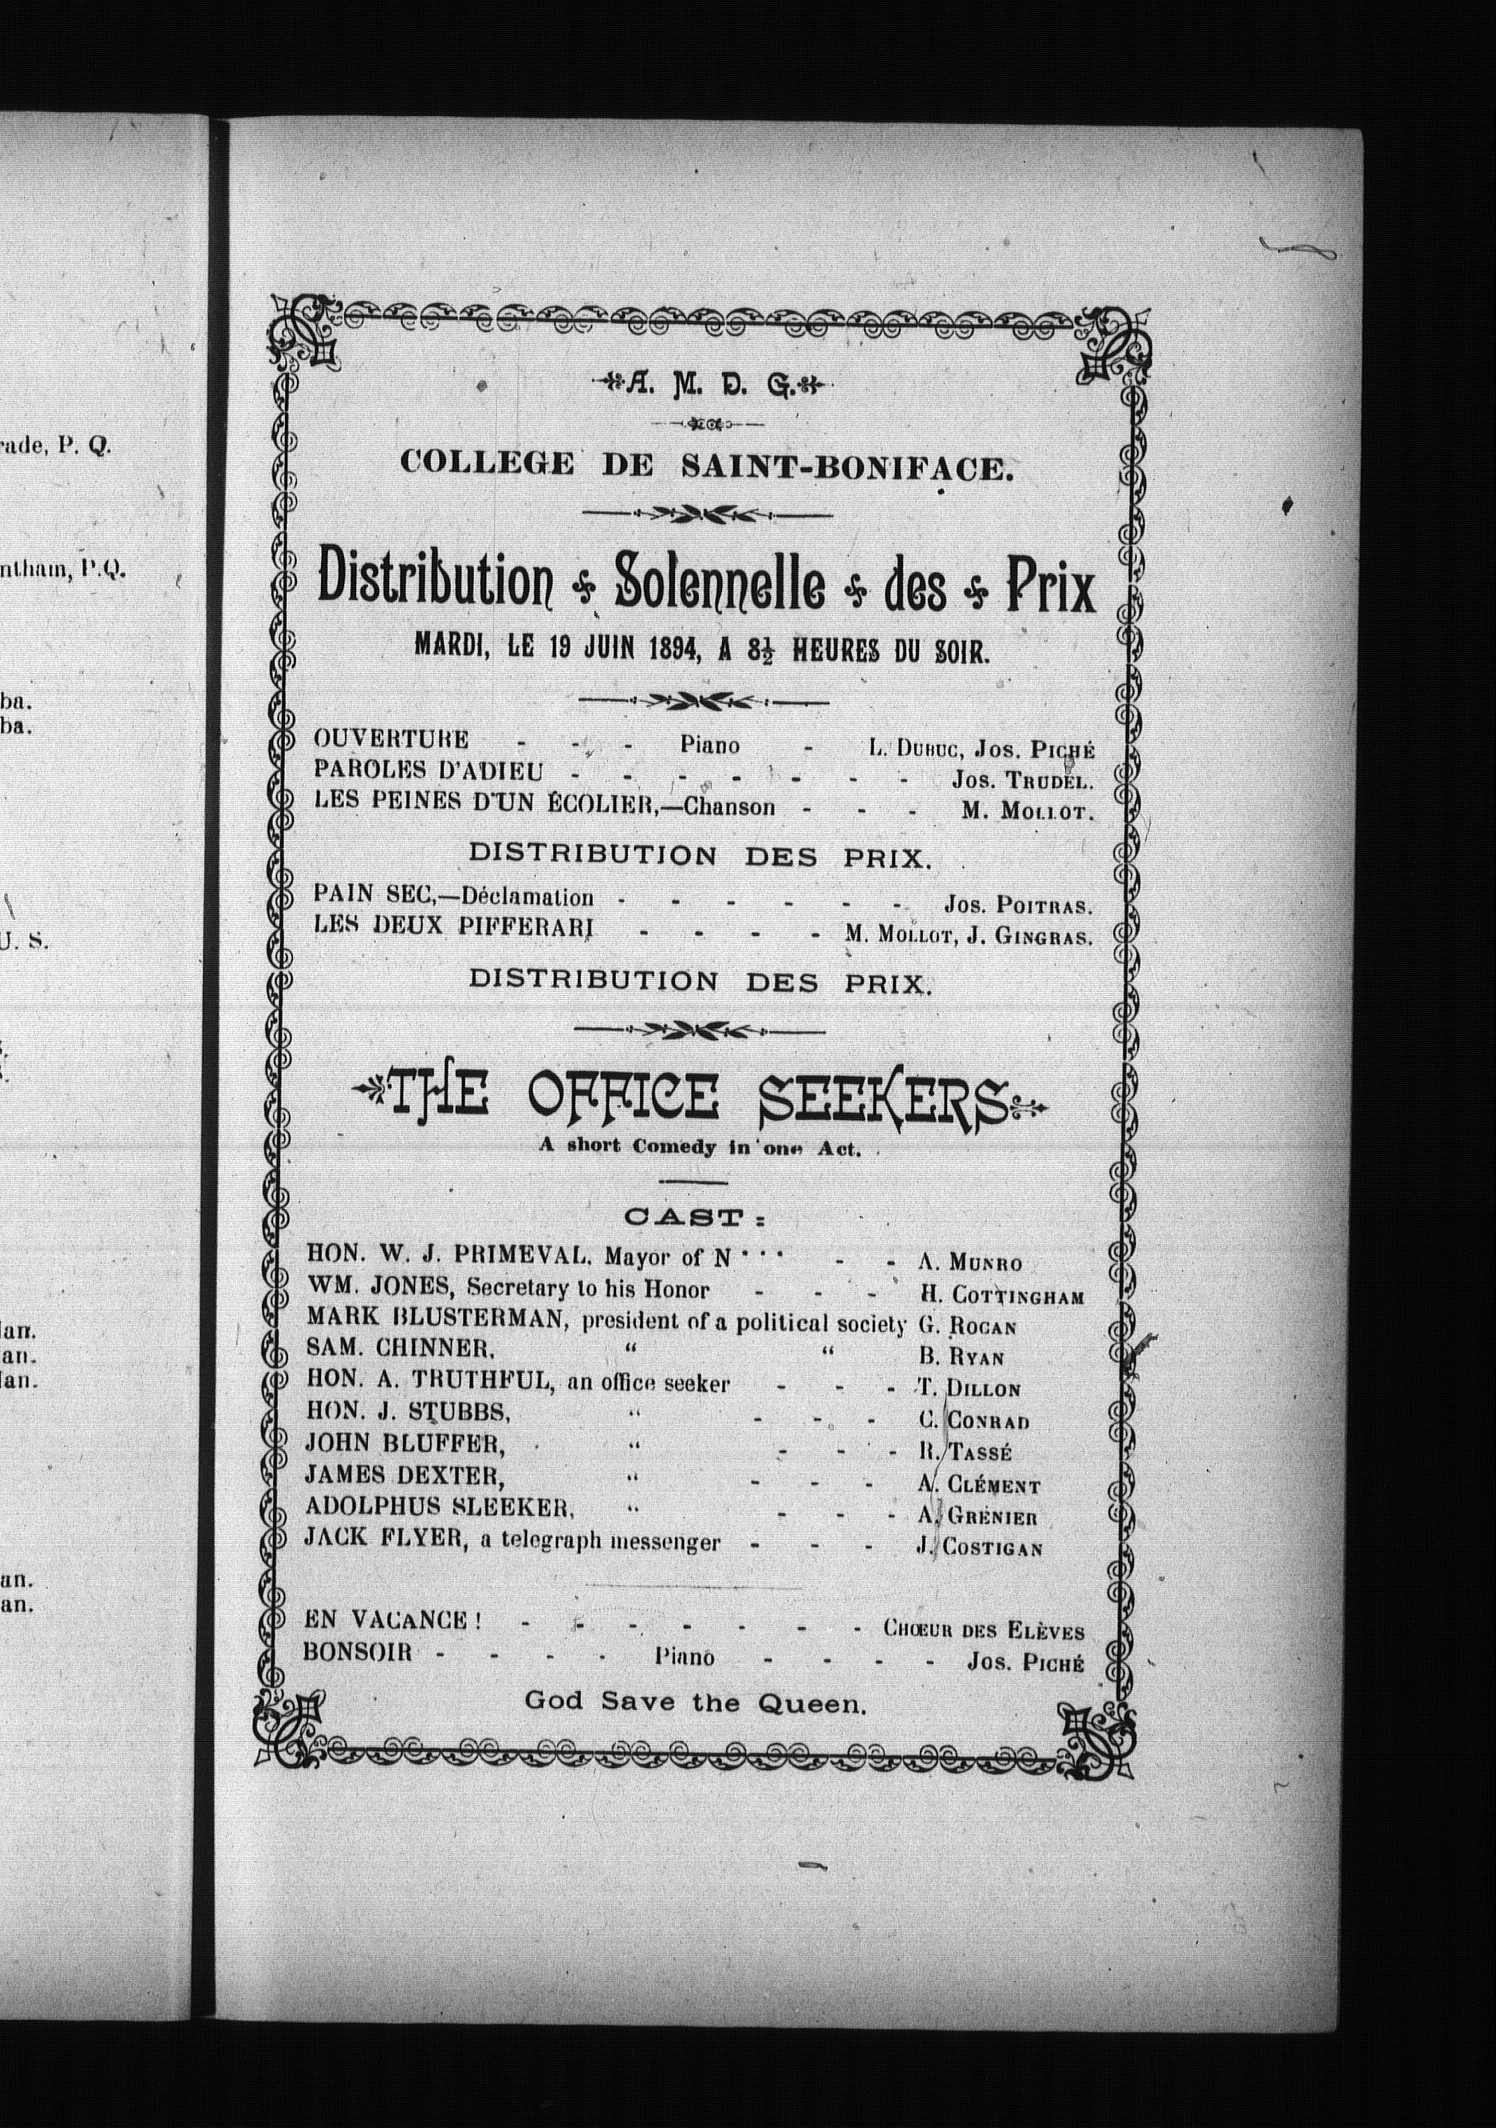 rade, P. Q.
ntham, P.Q.
ba.
ba.
U. S.
an.
an.
an.
an.
an.
A. M. D. G.
COLLEGE DE SAINT-BONIFACE.
Distribution Solennelle des Prix
MARDI, LE 19 JUIN 1894, A 8½ HEURES DU SOIR.
OUVERTURE - - - Piano - L. DUBUC, JOS. PICHÉ
PAROLES D'ADIEU - - - - - - - JOS. TRUDEL.
LES PEINES D'UN ÉCOLIER,—Chanson - - - M. MOLLOT.
DISTRIBUTION DES PRIX.
PAIN SEC,—Déclamation - - - - - - JOS. POITRAS.
LES DEUX PIFFERARI - - - - M. MOLLOT, J. GINGRAS.
DISTRIBUTION DES PRIX.
THE OFFICE SEEKERS
A short Comedy in one Act.
CAST:
HON. W. J. PRIMEVAL, Mayor of N... - - A. MUNRO
WM. JONES, Secretary to his Honor - - - H. COTTINGHAM
MARK BLUSTERMAN, president of a political society G. ROCAN
SAM. CHINNER, " " B. RYAN
HON. A. TRUTHFUL, an office seeker - - - T. DILLON
HON. J. STUBBS, " - - - C. CONRAD
JOHN BLUFFER, " - - - R. TASSÉ
JAMES DEXTER, " - - - A. CLÉMENT
ADOLPHUS SLEEKER, " - - - A. GRENIER
JACK FLYER, a telegraph messenger - - - J. COSTIGAN
EN VACANCE! - - - - - - - CHŒUR DES ELÈVES
BONSOIR - - - - Piano - - - - JOS. PICHÉ
God Save the Queen.